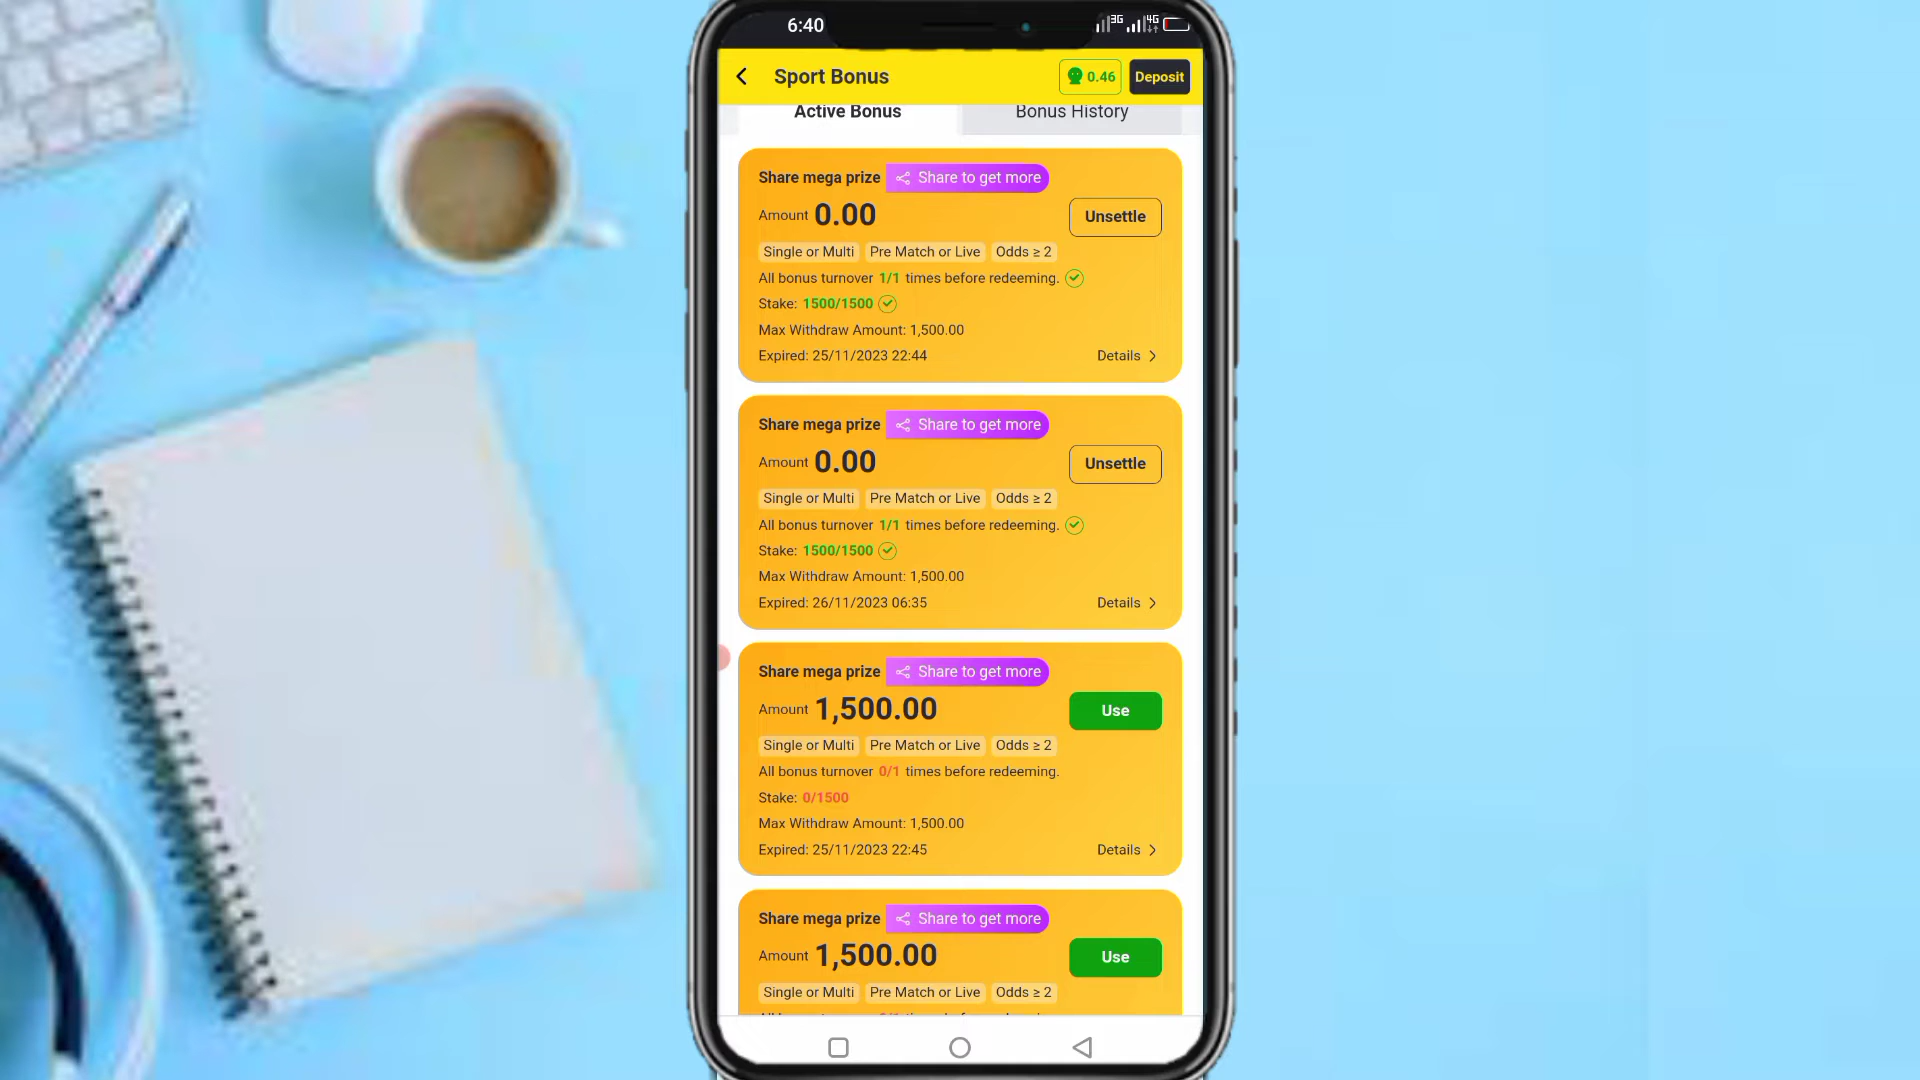 6:40
3G 4G
Sport Bonus 0.46 Deposit
Active Bonus Bonus History
Share mega prize Share to get more
Amount 0.00 Unsettle
Single or Multi Pre Match or Live Odds ≥ 2
All bonus turnover 1/1 times before redeeming.
Stake: 1500/1500
Max Withdraw Amount: 1,500.00
Expired: 25/11/2023 22:44 Details
Share mega prize Share to get more
Amount 0.00 Unsettle
Single or Multi Pre Match or Live Odds ≥ 2
All bonus turnover 1/1 times before redeeming.
Stake: 1500/1500
Max Withdraw Amount: 1,500.00
Expired: 26/11/2023 06:35 Details
Share mega prize Share to get more
Amount 1,500.00 Use
Single or Multi Pre Match or Live Odds ≥ 2
All bonus turnover 0/1 times before redeeming.
Stake: 0/1500
Max Withdraw Amount: 1,500.00
Expired: 25/11/2023 22:45 Details
Share mega prize Share to get more
Amount 1,500.00 Use
Single or Multi Pre Match or Live Odds ≥ 2